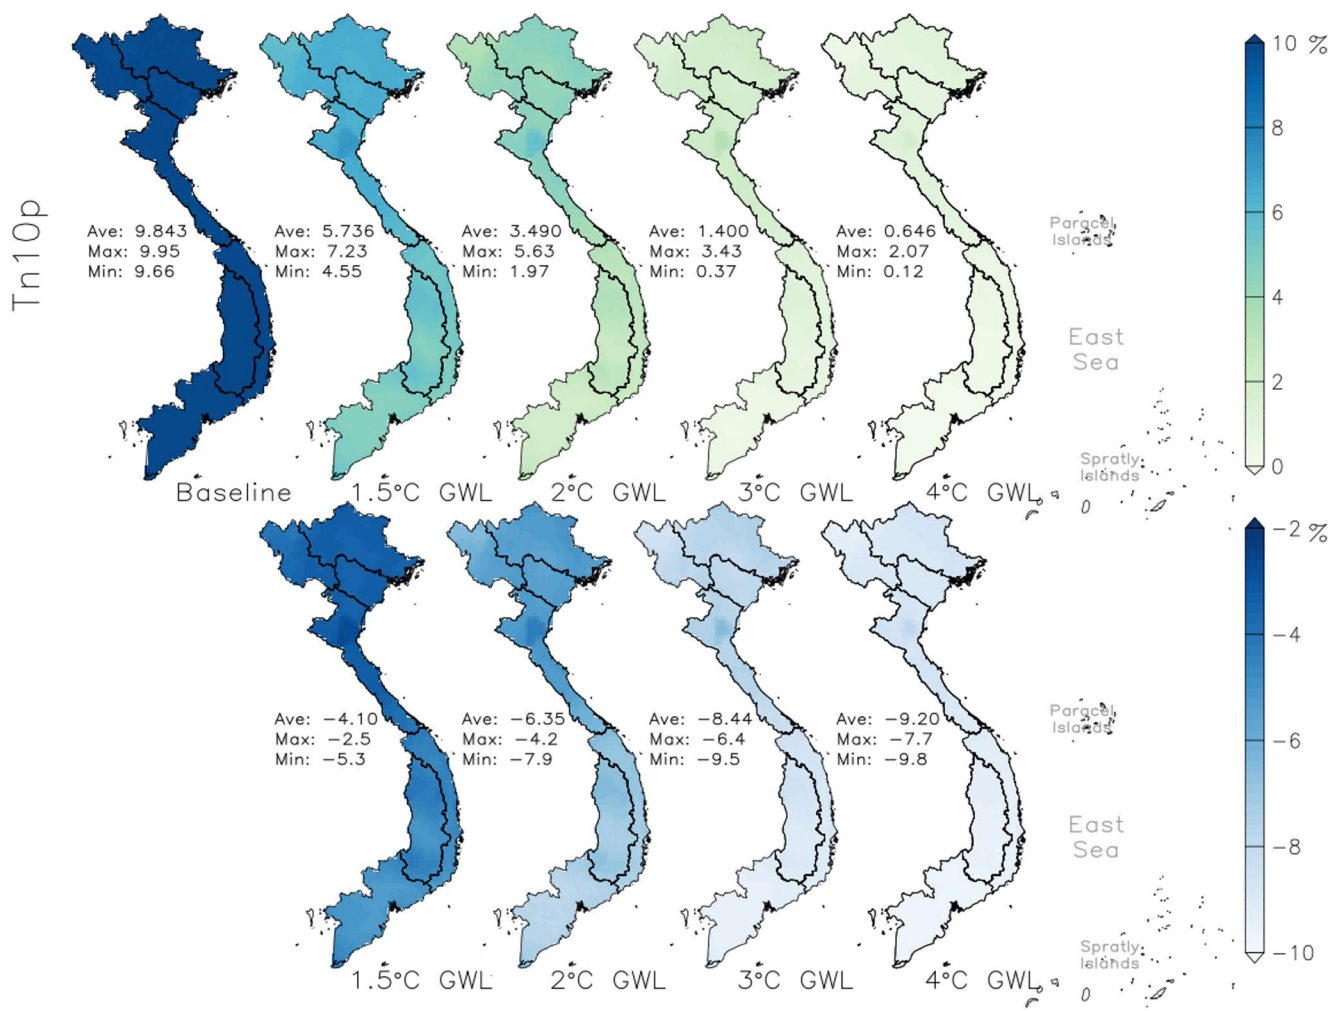 Tn10p
Ave: 9.843
Max: 9.95
Min: 9.66
Ave: 5.736
Max: 7.23
Min: 4.55
Ave: 3.490
Max: 5.63
Min: 1.97
Ave: 1.400
Max: 3.43
Min: 0.37
Ave: 0.646
Max: 2.07
Min: 0.12
Paracel
Islands
East
Sea
Spratly
Islands
10 %
8
6
4
2
0
Baseline
1.5°C GWL
2°C GWL
3°C GWL
4°C GWL
Ave: −4.10
Max: −2.5
Min: −5.3
Ave: −6.35
Max: −4.2
Min: −7.9
Ave: −8.44
Max: −6.4
Min: −9.5
Ave: −9.20
Max: −7.7
Min: −9.8
Paracel
Islands
East
Sea
Spratly
Islands
−2 %
−4
−6
−8
−10
1.5°C GWL
2°C GWL
3°C GWL
4°C GWL